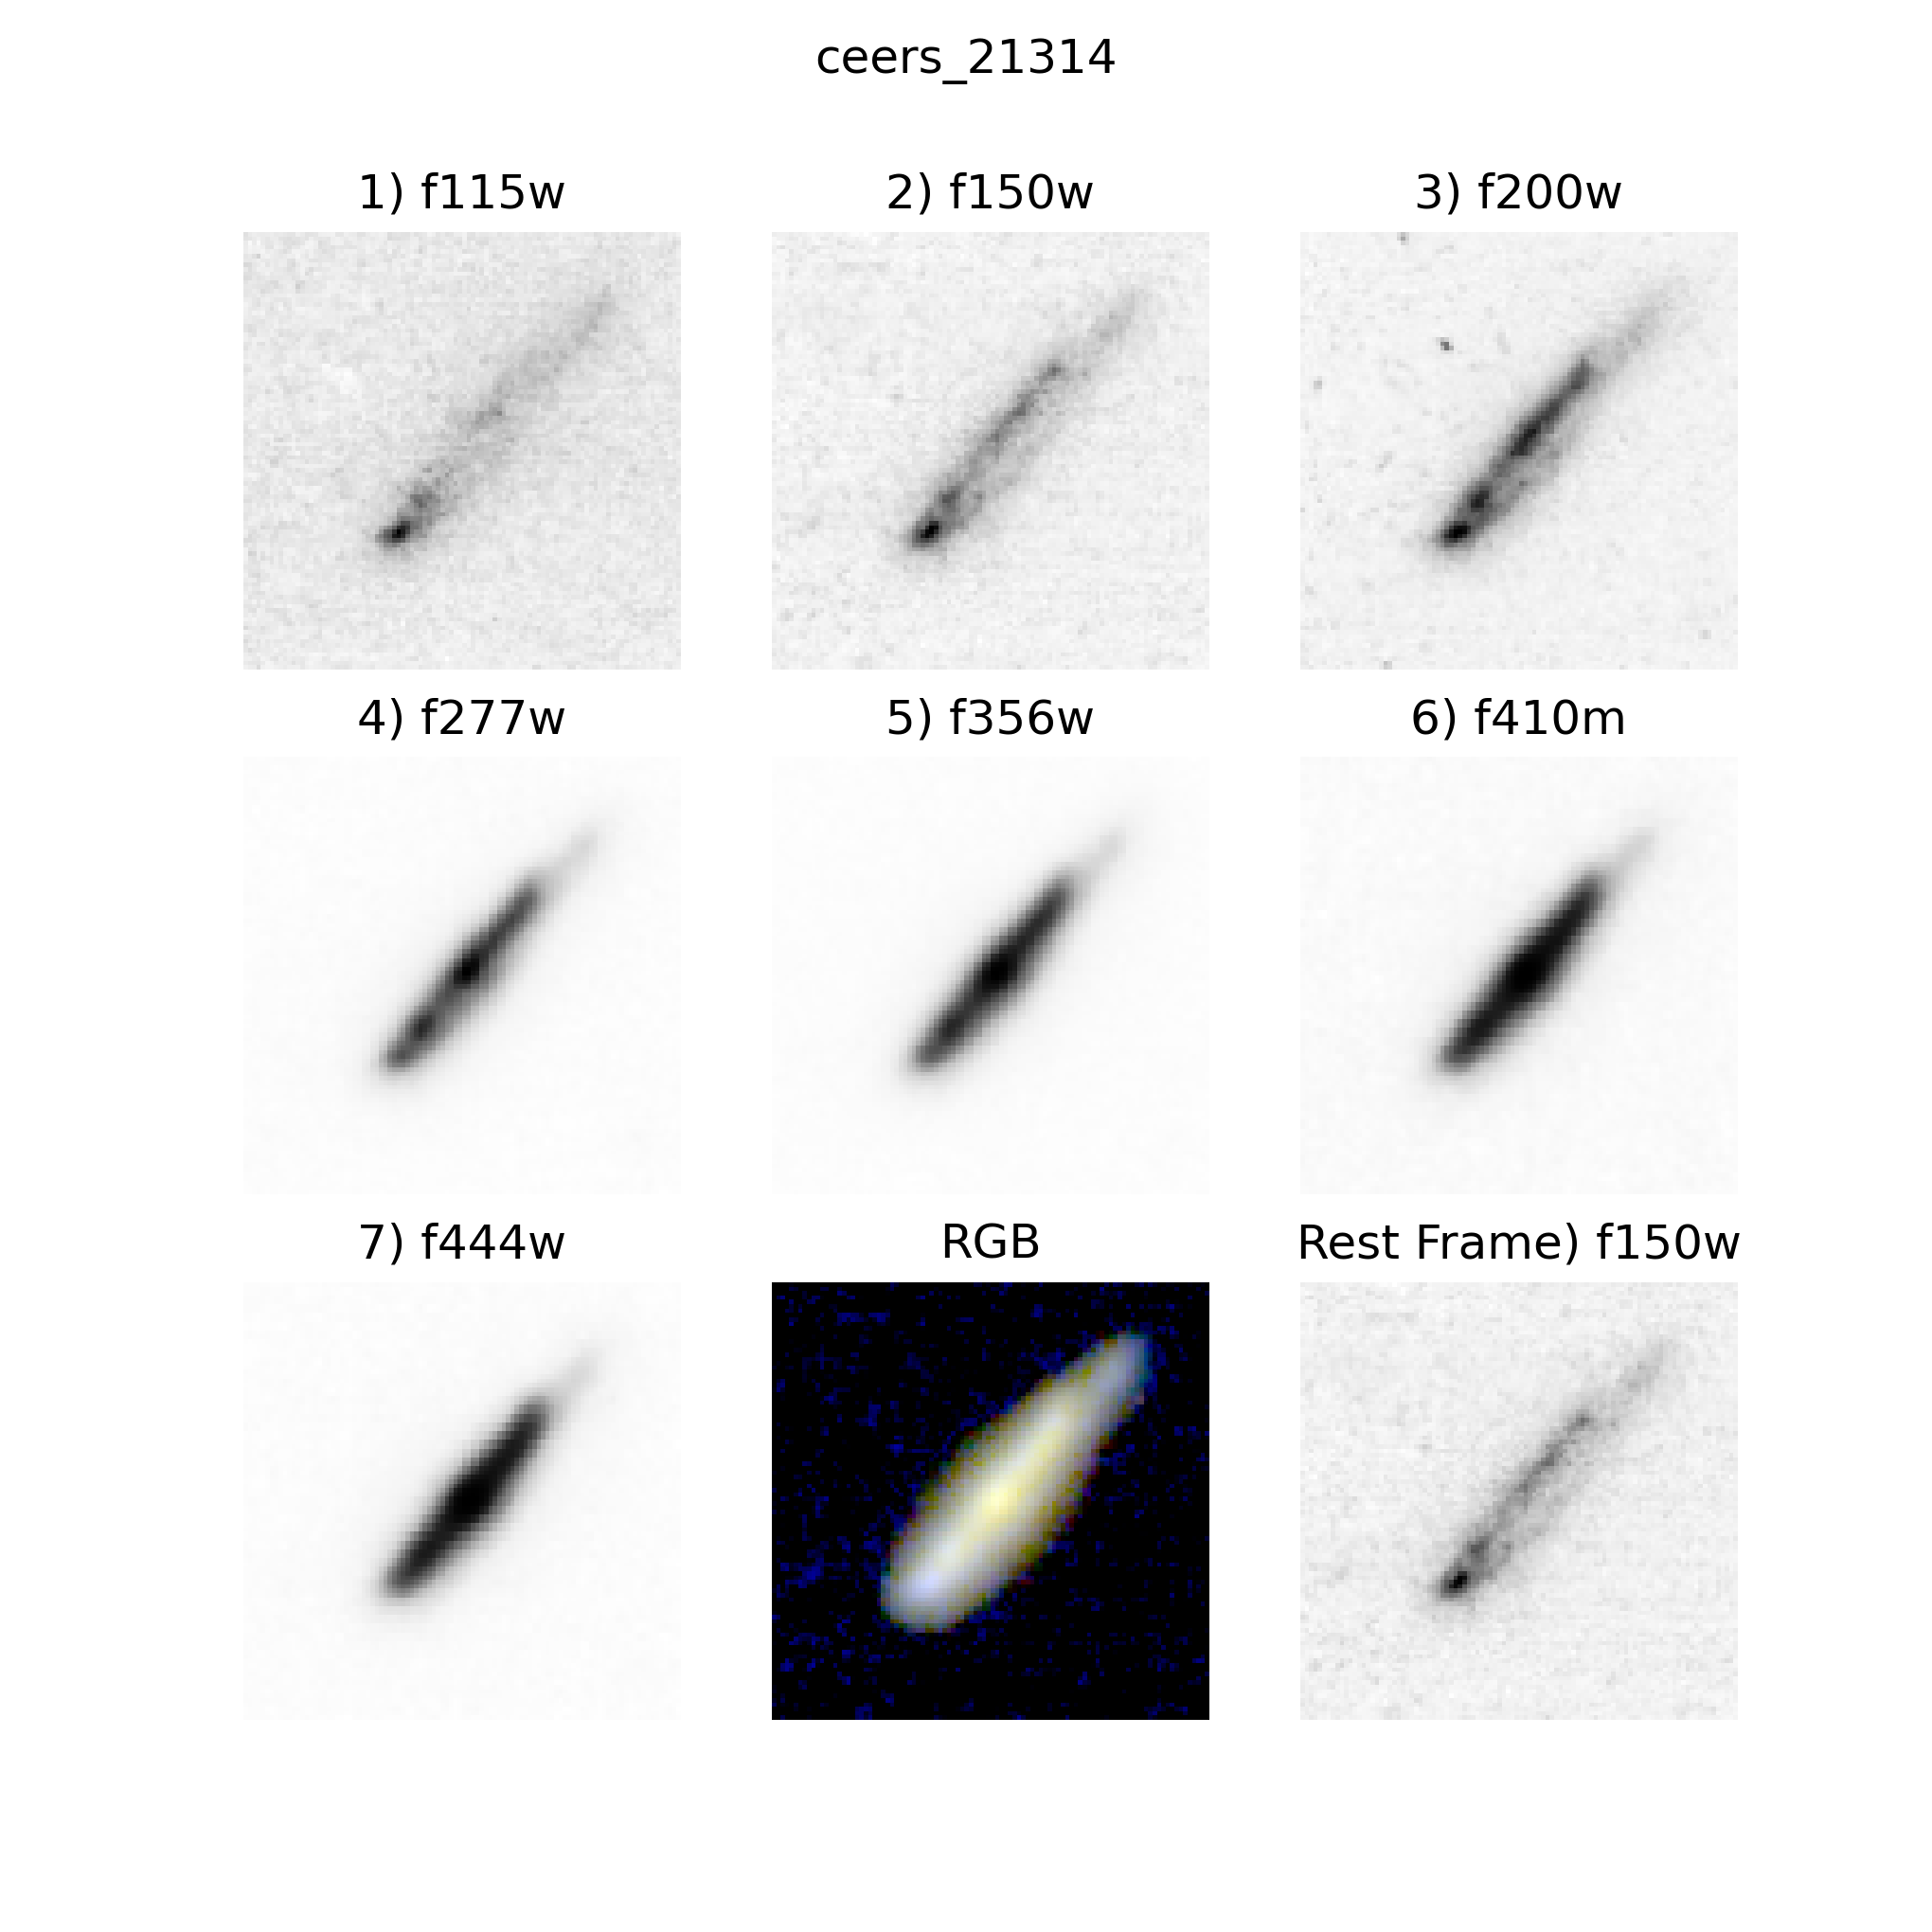 ceers_21314
1) f115w
2) f150w
3) f200w
4) f277w
5) f356w
6) f410m
7) f444w
RGB
Rest Frame) f150w